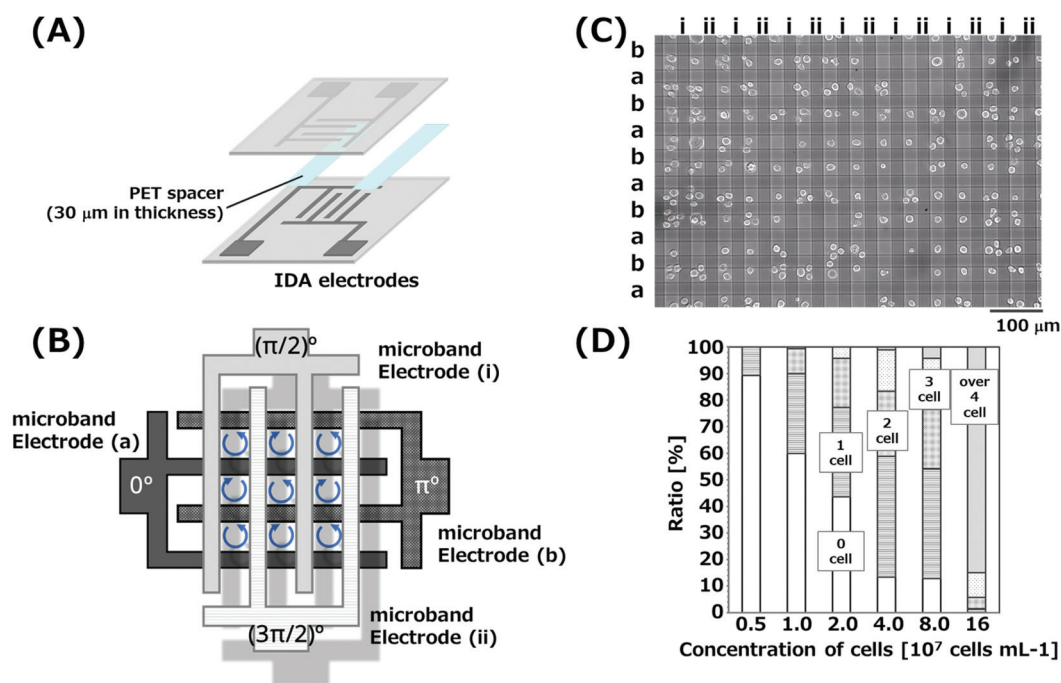 (A)
PET spacer
(30 μm in thickness)
IDA electrodes
(B)
(π/2)°
microband
Electrode (i)
microband
Electrode (a)
0°
π°
microband
Electrode (b)
microband
Electrode (ii)
(3π/2)°
(C)
i ii i ii i ii i ii i ii i ii i ii
b
a
b
a
b
a
b
a
b
a
100 μm
(D)
100
90
80
70
60
50
40
30
20
10
0
Ratio [%]
0
cell
1
cell
2
cell
3
cell
over
4
cell
0.5 1.0 2.0 4.0 8.0 16
Concentration of cells [10⁷ cells mL-1]